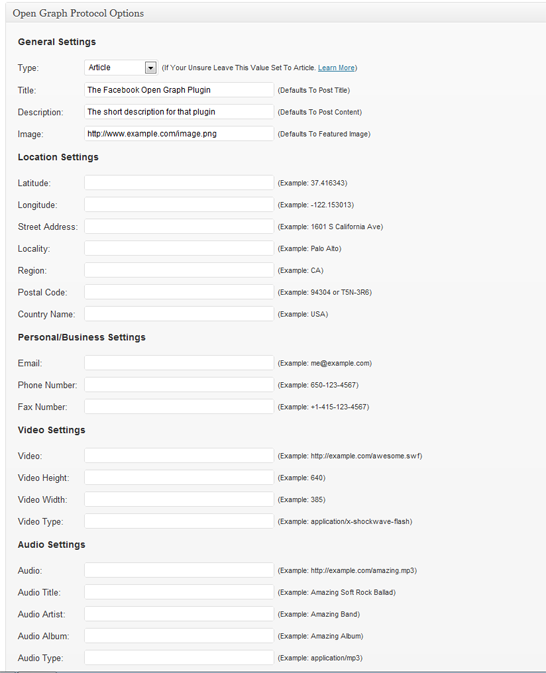 Open Graph Protocol Options
General Settings
Type: Article (If Your Unsure Leave This Value Set To Article. Learn More)
Title: The Facebook Open Graph Plugin (Defaults To Post Title)
Description: The short description for that plugin (Defaults To Post Content)
Image: http://www.example.com/image.png (Defaults To Featured Image)
Location Settings
Latitude: (Example: 37.416343)
Longitude: (Example: -122.153013)
Street Address: (Example: 1601 S California Ave)
Locality: (Example: Palo Alto)
Region: (Example: CA)
Postal Code: (Example: 94304 or T5N-3R6)
Country Name: (Example: USA)
Personal/Business Settings
Email: (Example: me@example.com)
Phone Number: (Example: 650-123-4567)
Fax Number: (Example: +1-415-123-4567)
Video Settings
Video: (Example: http://example.com/awesome.swf)
Video Height: (Example: 640)
Video Width: (Example: 385)
Video Type: (Example: application/x-shockwave-flash)
Audio Settings
Audio: (Example: http://example.com/amazing.mp3)
Audio Title: (Example: Amazing Soft Rock Ballad)
Audio Artist: (Example: Amazing Band)
Audio Album: (Example: Amazing Album)
Audio Type: (Example: application/mp3)